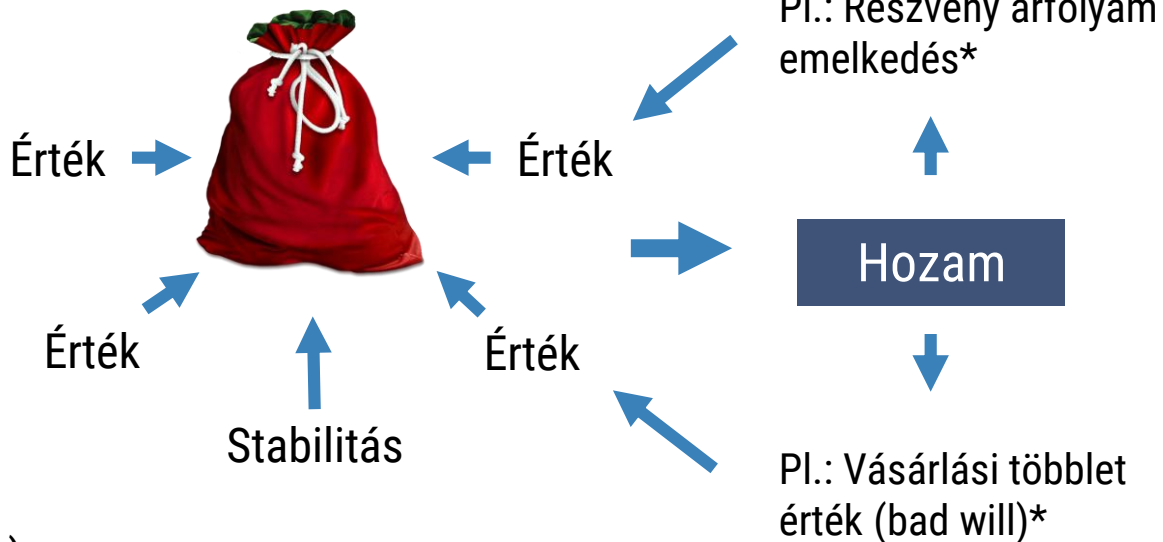 Pl.: Részvény árfolyam
emelkedés*
Érték
Érték
Hozam
Érték
Érték
Stabilitás
Pl.: Vásárlási többlet
érték (bad will)*
)